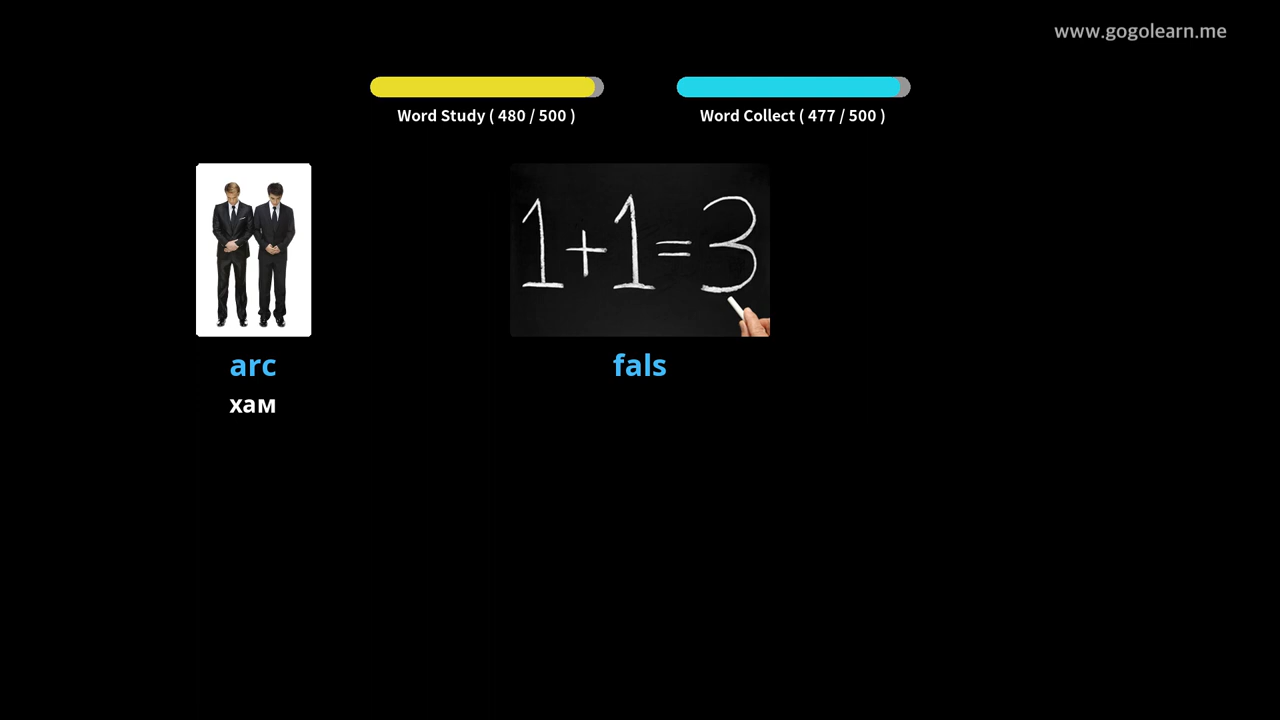 www.gogolearn.me
Word Study ( 480 / 500 )
Word Collect ( 477 / 500 )
1+1=3
arc
fals
хам